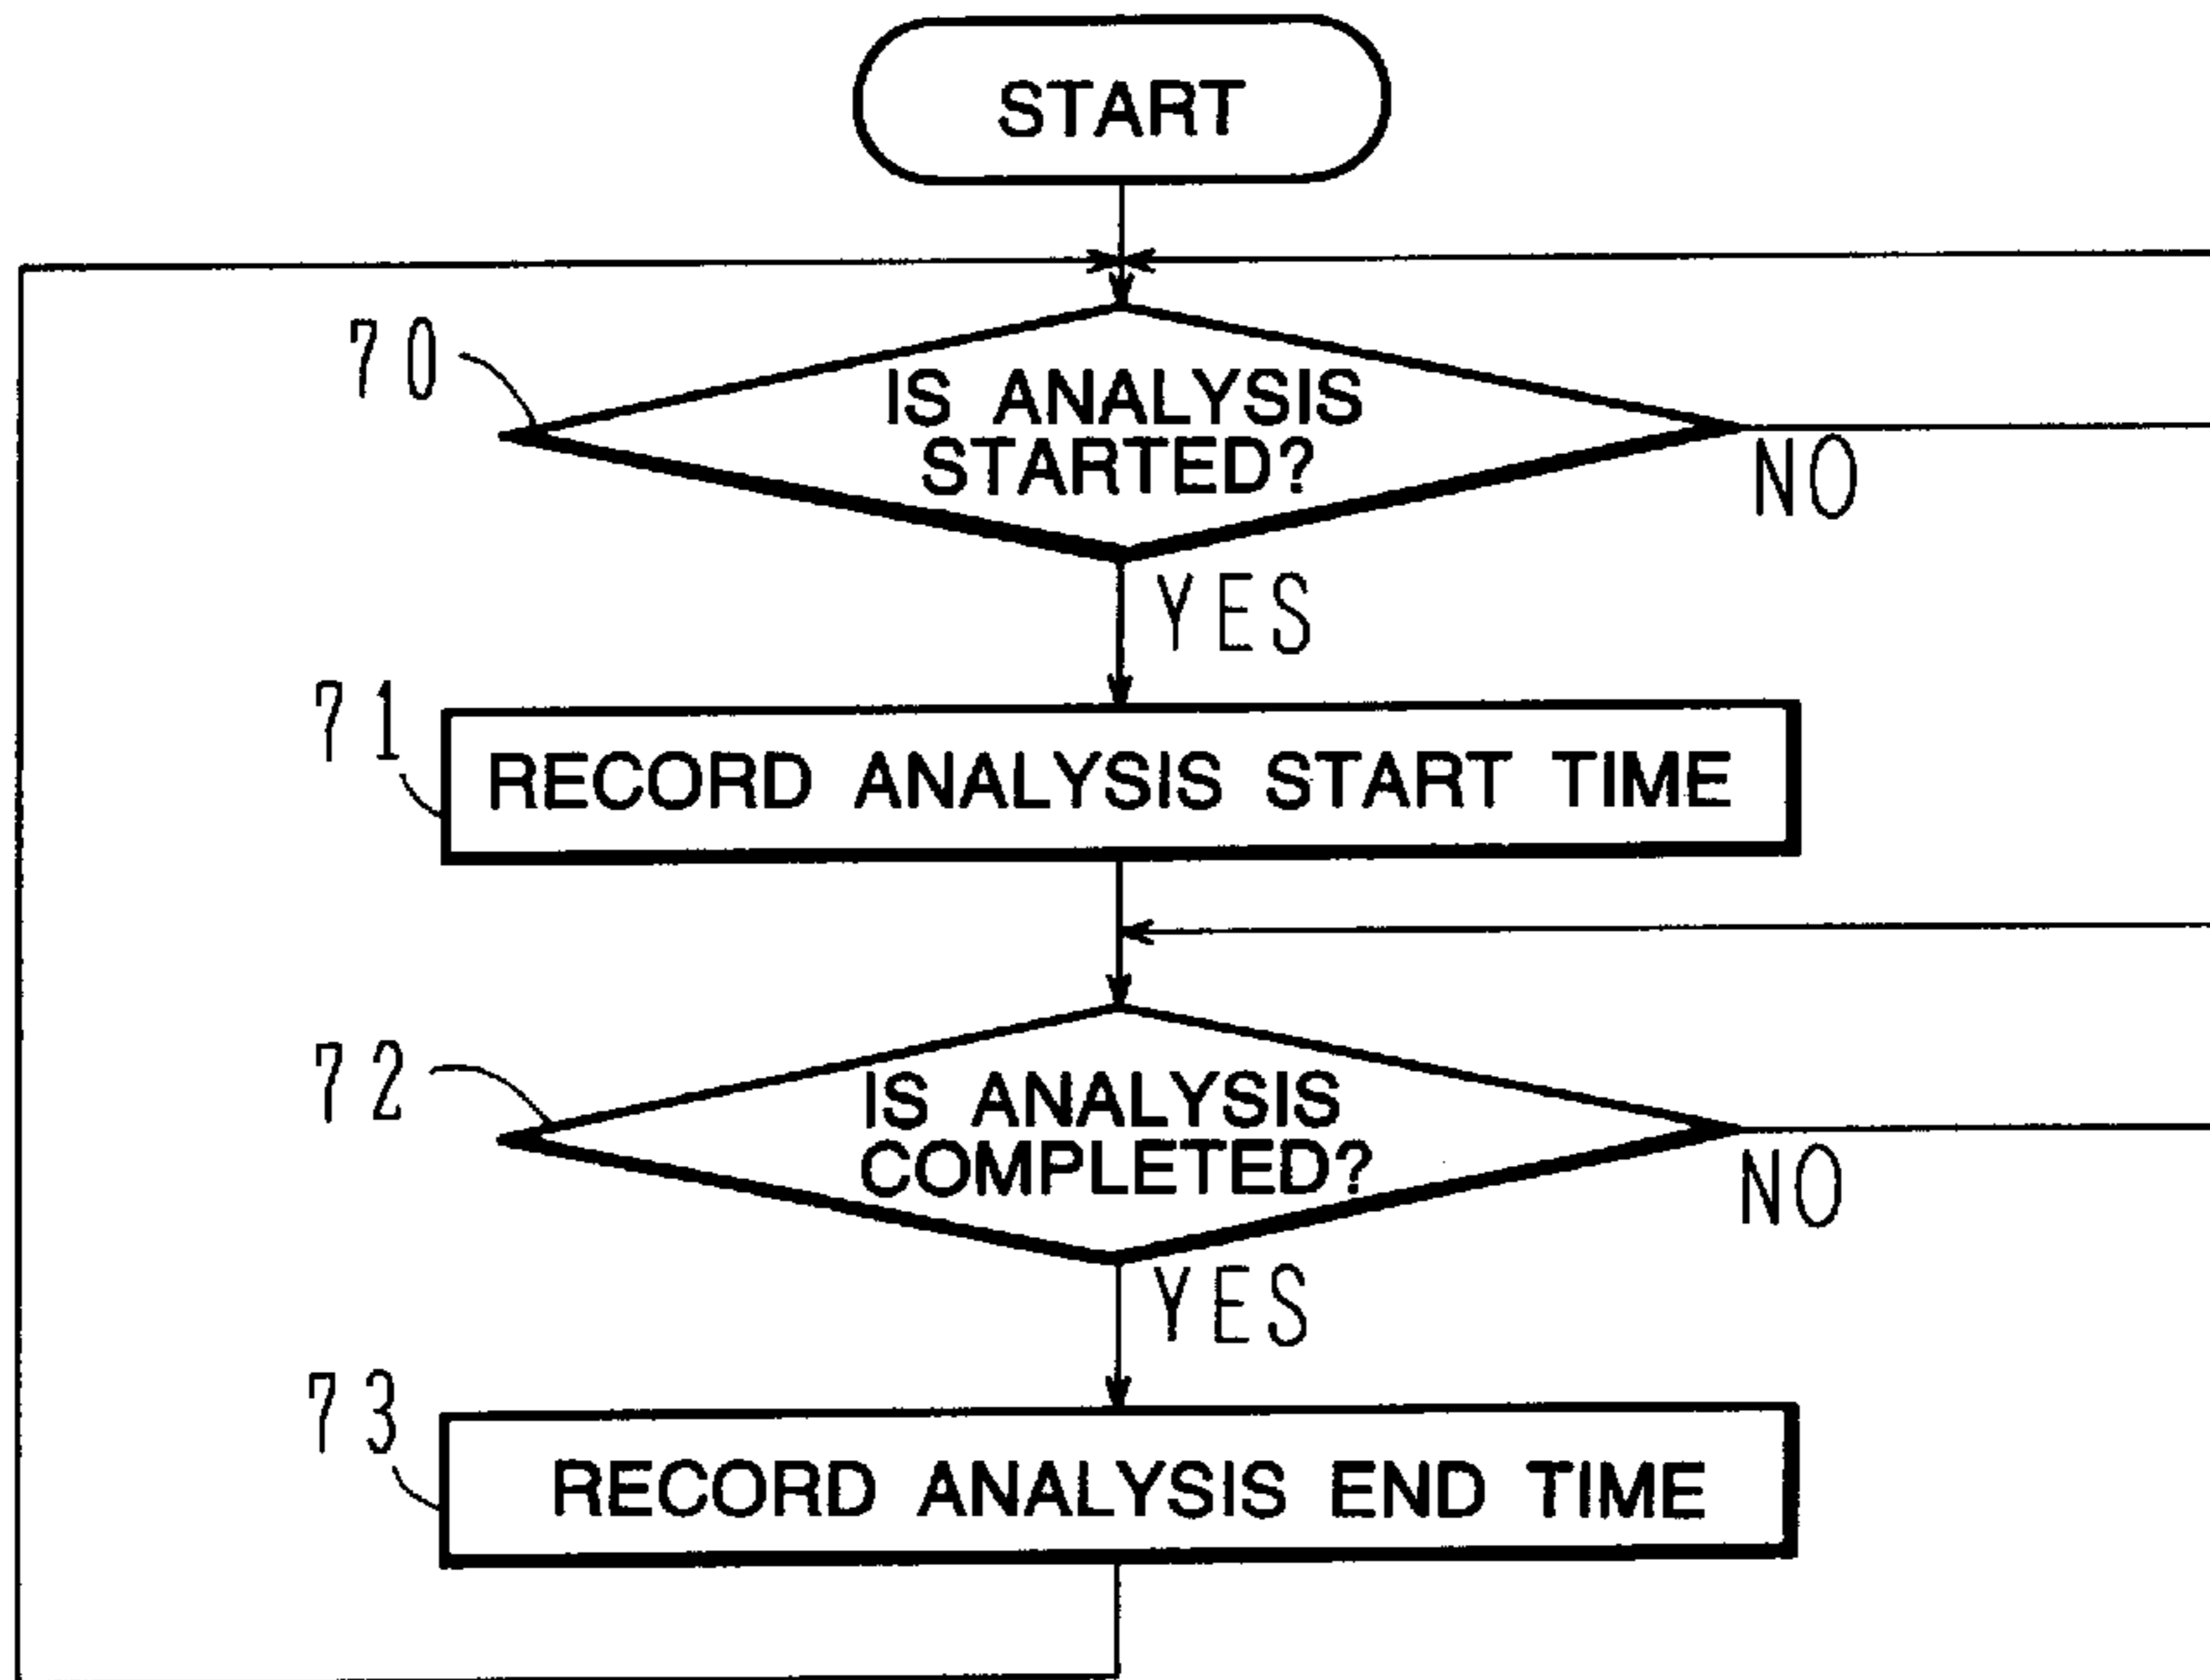 START
70
IS ANALYSIS
STARTED?
NO
YES
71
RECORD ANALYSIS START TIME
72
IS ANALYSIS
COMPLETED?
NO
YES
73
RECORD ANALYSIS END TIME